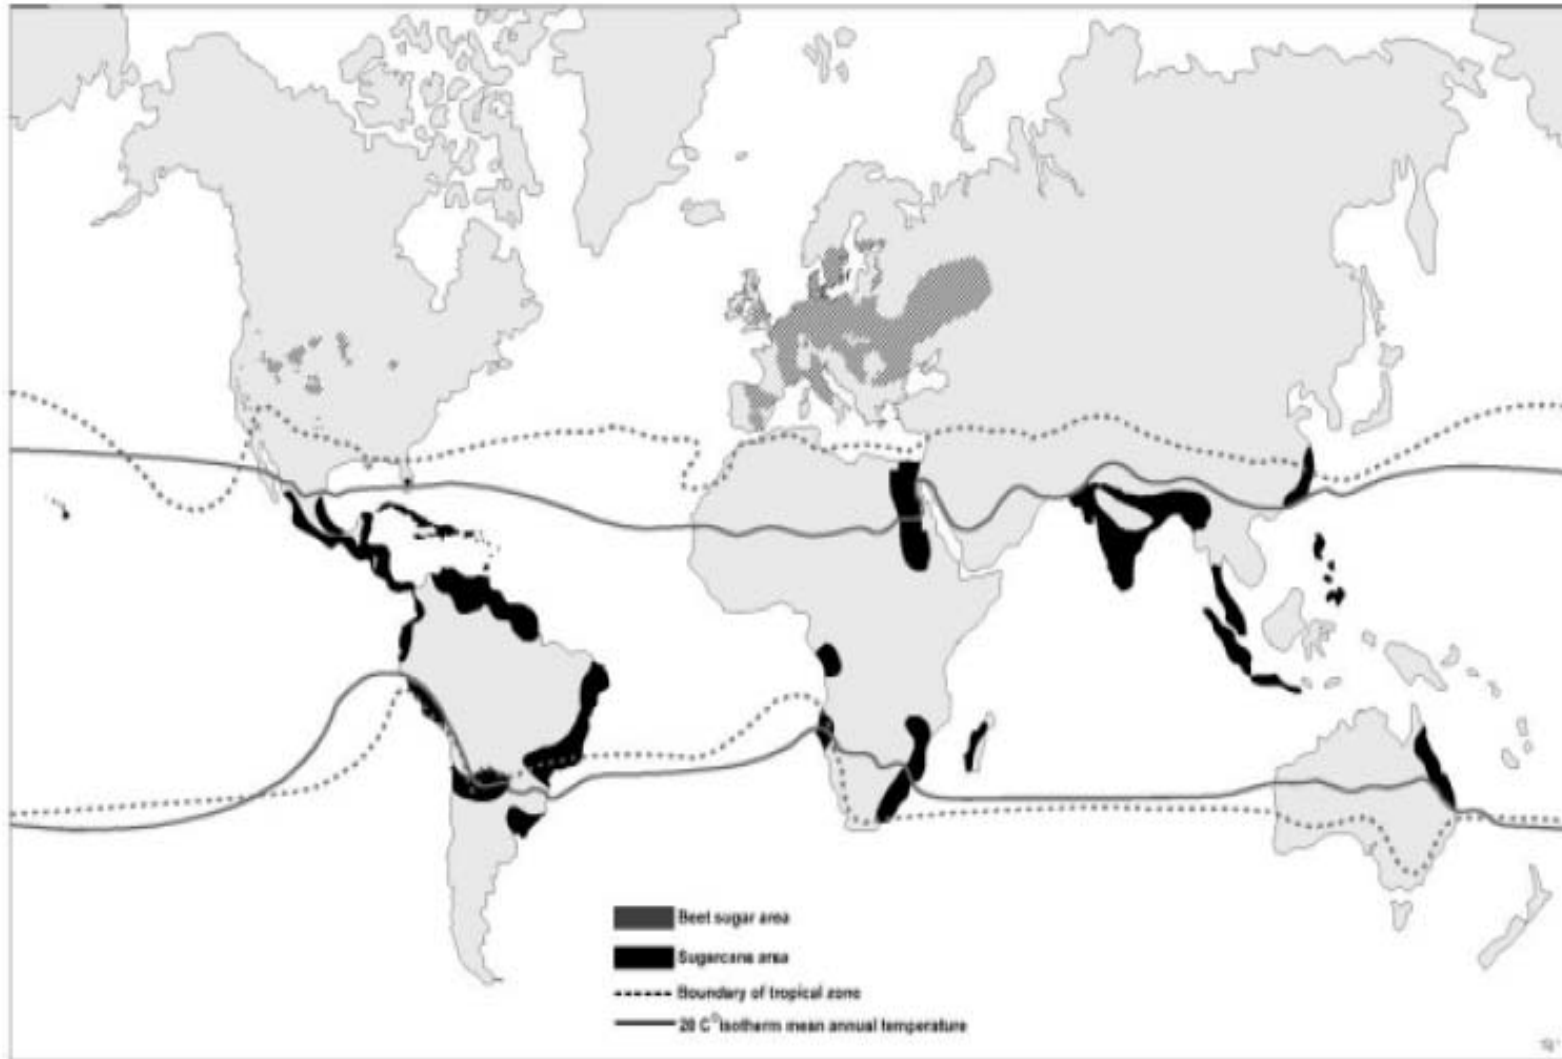 Beet sugar area
Sugarcane area
Boundary of tropical zone
20 C° Isotherm mean annual temperature